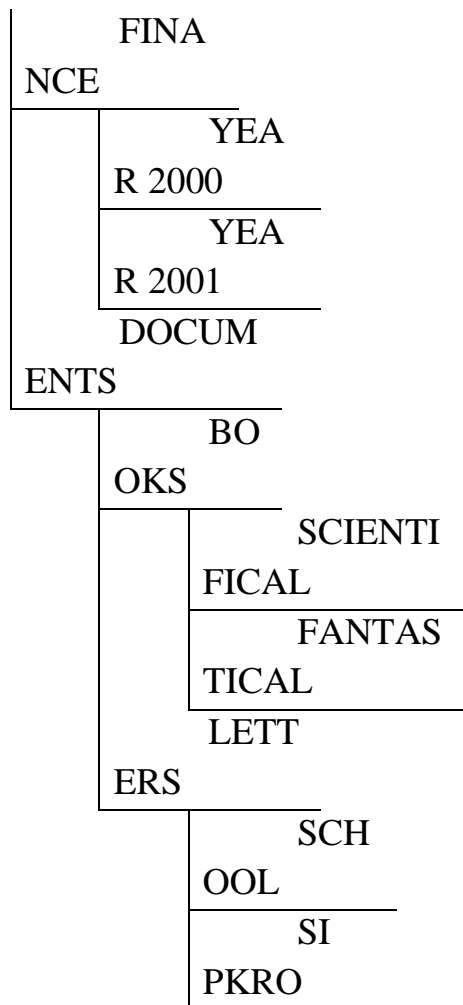 FINA
NCE
YEA
R 2000
YEA
R 2001
DOCUM
ENTS
BO
OKS
SCIENTI
FICAL
FANTAS
TICAL
LETT
ERS
SCH
OOL
SI
PKRO